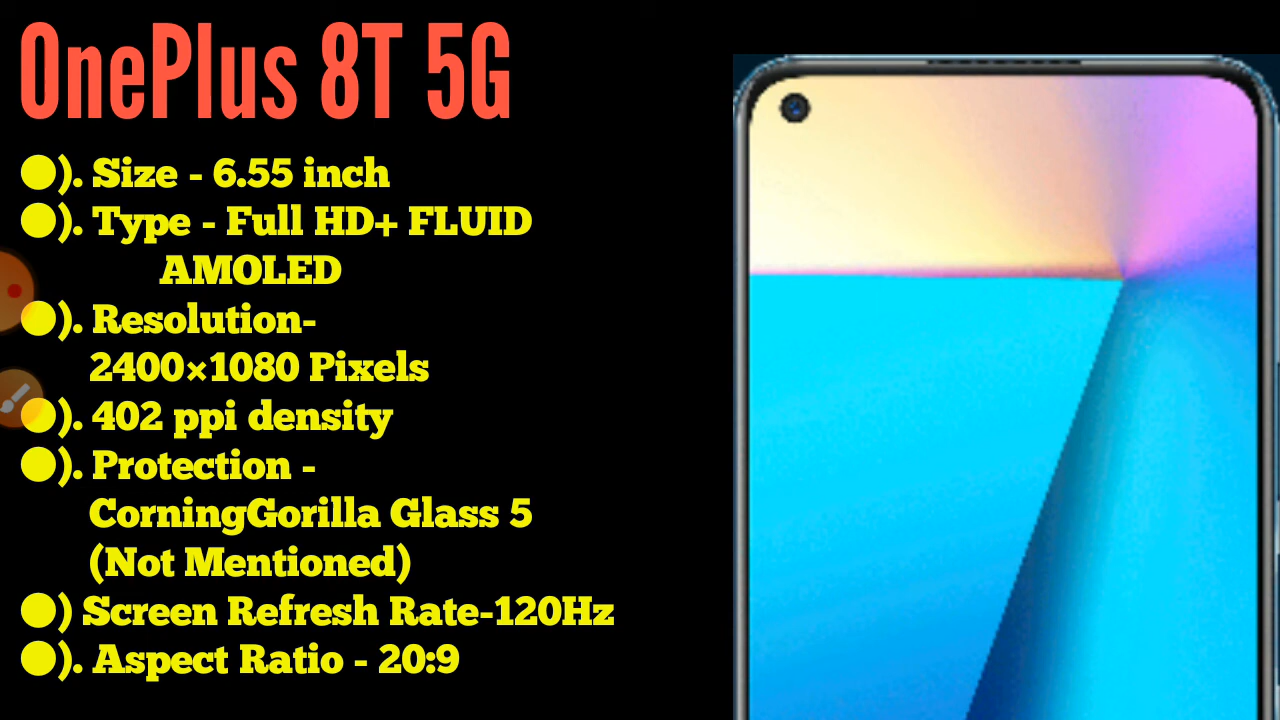 OnePlus 8T 5G
●). Size - 6.55 inch
●). Type - Full HD+ FLUID
AMOLED
●). Resolution-
2400×1080 Pixels
●). 402 ppi density
●). Protection -
CorningGorilla Glass 5
(Not Mentioned)
●) Screen Refresh Rate-120Hz
●). Aspect Ratio - 20:9